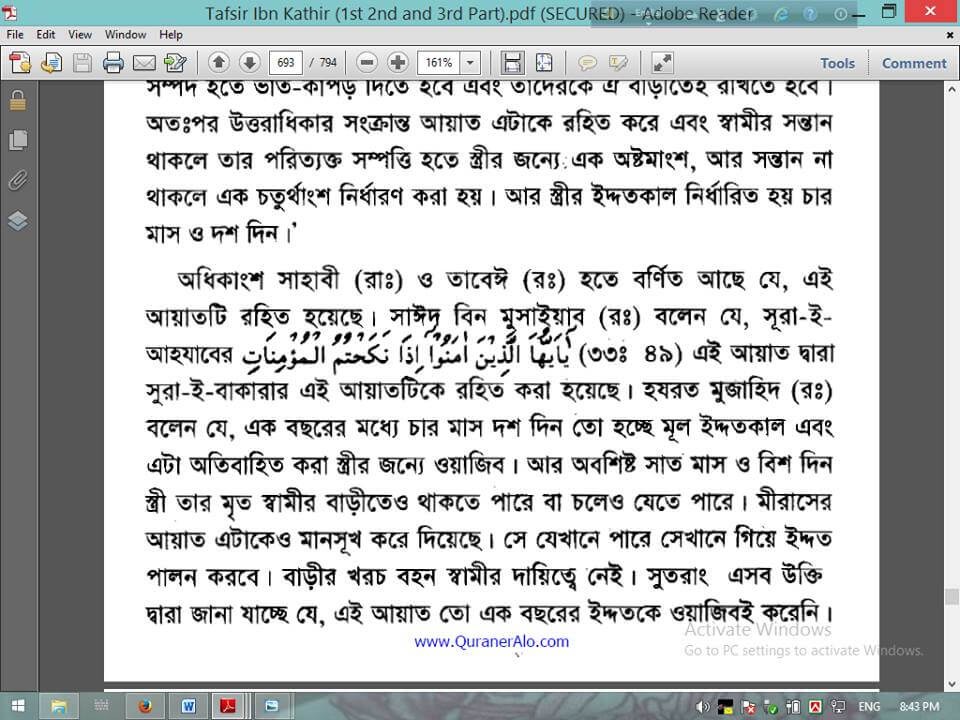 Tafsir Ibn Kathir (1st 2nd and 3rd Part).pdf (SECURED) - Adobe Reader
File Edit View Window Help
693 / 794 161% Tools Comment
সম্পদ হতে ভাত-কাপড় দিতে হবে এবং তাদেরকে ঐ বাড়ীতেই রাখতে হবে।
অতঃপর উত্তরাধিকার সংক্রান্ত আয়াত এটাকে রহিত করে এবং স্বামীর সন্তান
থাকলে তার পরিত্যক্ত সম্পত্তি হতে স্ত্রীর জন্যে এক অষ্টমাংশ, আর সন্তান না
থাকলে এক চতুর্থাংশ নির্ধারণ করা হয়। আর স্ত্রীর ইদ্দতকাল নির্ধারিত হয় চার
মাস ও দশ দিন।'
অধিকাংশ সাহাবী (রাঃ) ও তাবেঈ (রঃ) হতে বর্ণিত আছে যে, এই
আয়াতটি রহিত হয়েছে। সাঈদ বিন মুসাইয়াব (রঃ) বলেন যে, সূরা-ই-
আহযাবের يَٰاَيُّهَا الَّذِيْنَ اٰمَنُوْا اِذَا نَكَحْتُمُ الْمُؤْمِنَاتِ (৩৩ঃ ৪৯) এই আয়াত দ্বারা
সুরা-ই-বাকারার এই আয়াতটিকে রহিত করা হয়েছে। হযরত মুজাহিদ (রঃ)
বলেন যে, এক বছরের মধ্যে চার মাস দশ দিন তো হচ্ছে মূল ইদ্দতকাল এবং
এটা অতিবাহিত করা স্ত্রীর জন্যে ওয়াজিব। আর অবশিষ্ট সাত মাস ও বিশ দিন
স্ত্রী তার মৃত স্বামীর বাড়ীতেও থাকতে পারে বা চলেও যেতে পারে। মীরাসের
আয়াত এটাকেও মানসূখ করে দিয়েছে। সে যেখানে পারে সেখানে গিয়ে ইদ্দত
পালন করবে। বাড়ীর খরচ বহন স্বামীর দায়িত্বে নেই। সুতরাং এসব উক্তি
দ্বারা জানা যাচ্ছে যে, এই আয়াত তো এক বছরের ইদ্দতকে ওয়াজিবই করেনি।
www.QuranerAlo.com
Activate Windows
Go to PC settings to activate Windows.
ENG 8:43 PM